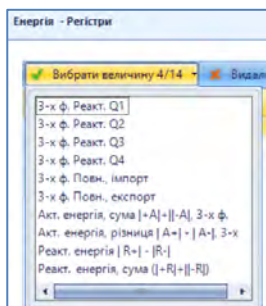 Енергія - Регістри
Вибрати величину 4/14
Видал
3-х ф. Реакт. Q1
3-х ф. Реакт. Q2
3-х ф. Реакт. Q3
3-х ф. Реакт. Q4
3-х ф. Повн., імпорт
3-х ф. Повн., експорт
Акт. енергія, сума |+A|+||-A|, 3-х ф.
Акт. енергія, різниця | A+| - | A-|, 3-х
Реакт. енергія | R+| - |R-|
Реакт. енергія, сума (|+R|+||-R|)